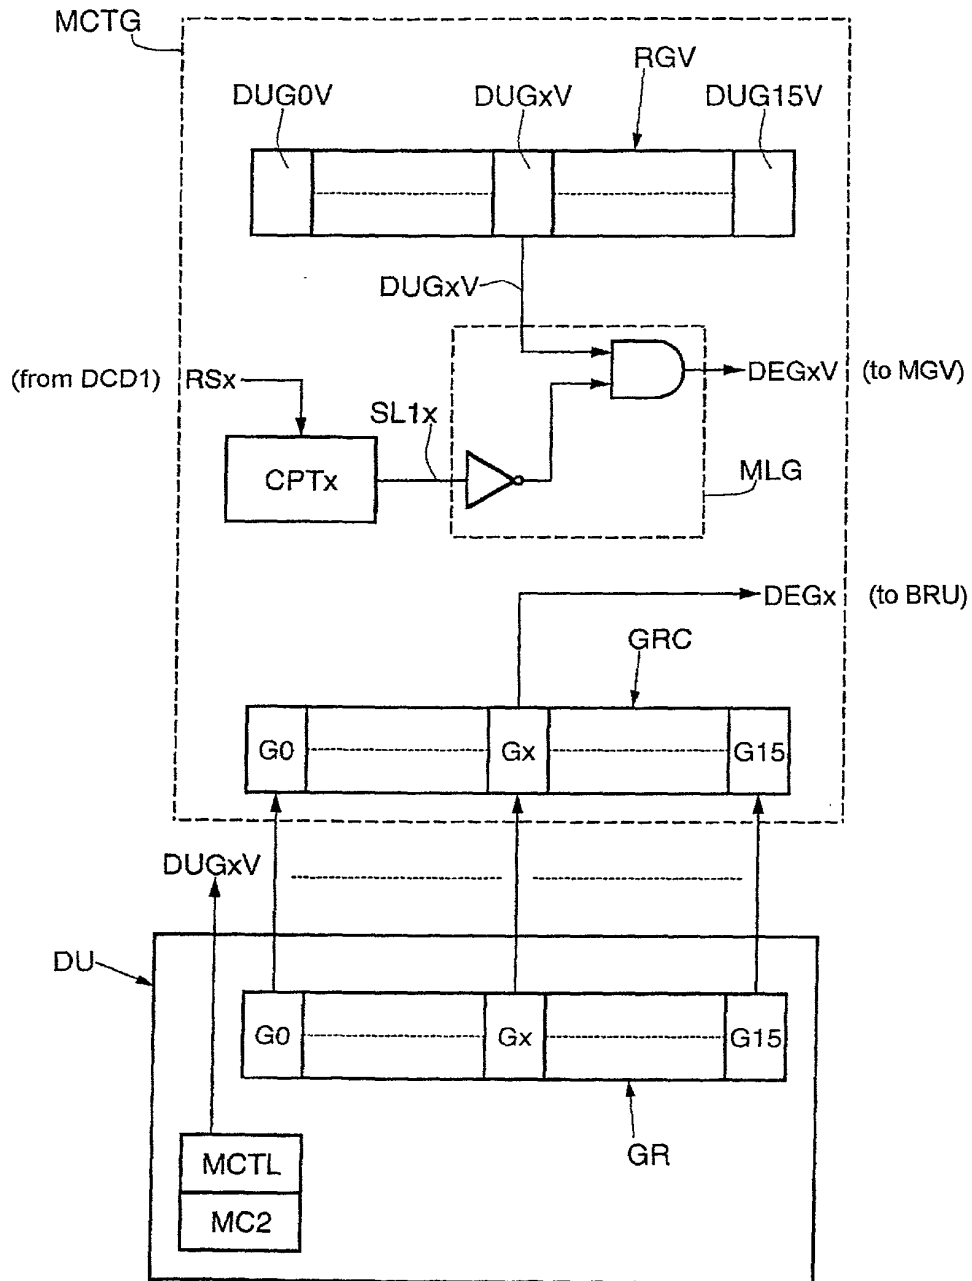 MCTG
RGV
DUG0V
DUGxV
DUG15V
DUGxV
(from DCD1)
RSx
DEGxV
(to MGV)
SL1x
CPTx
MLG
DEGx
(to BRU)
GRC
G0
Gx
G15
DUGxV
DU
G0
Gx
G15
GR
MCTL
MC2